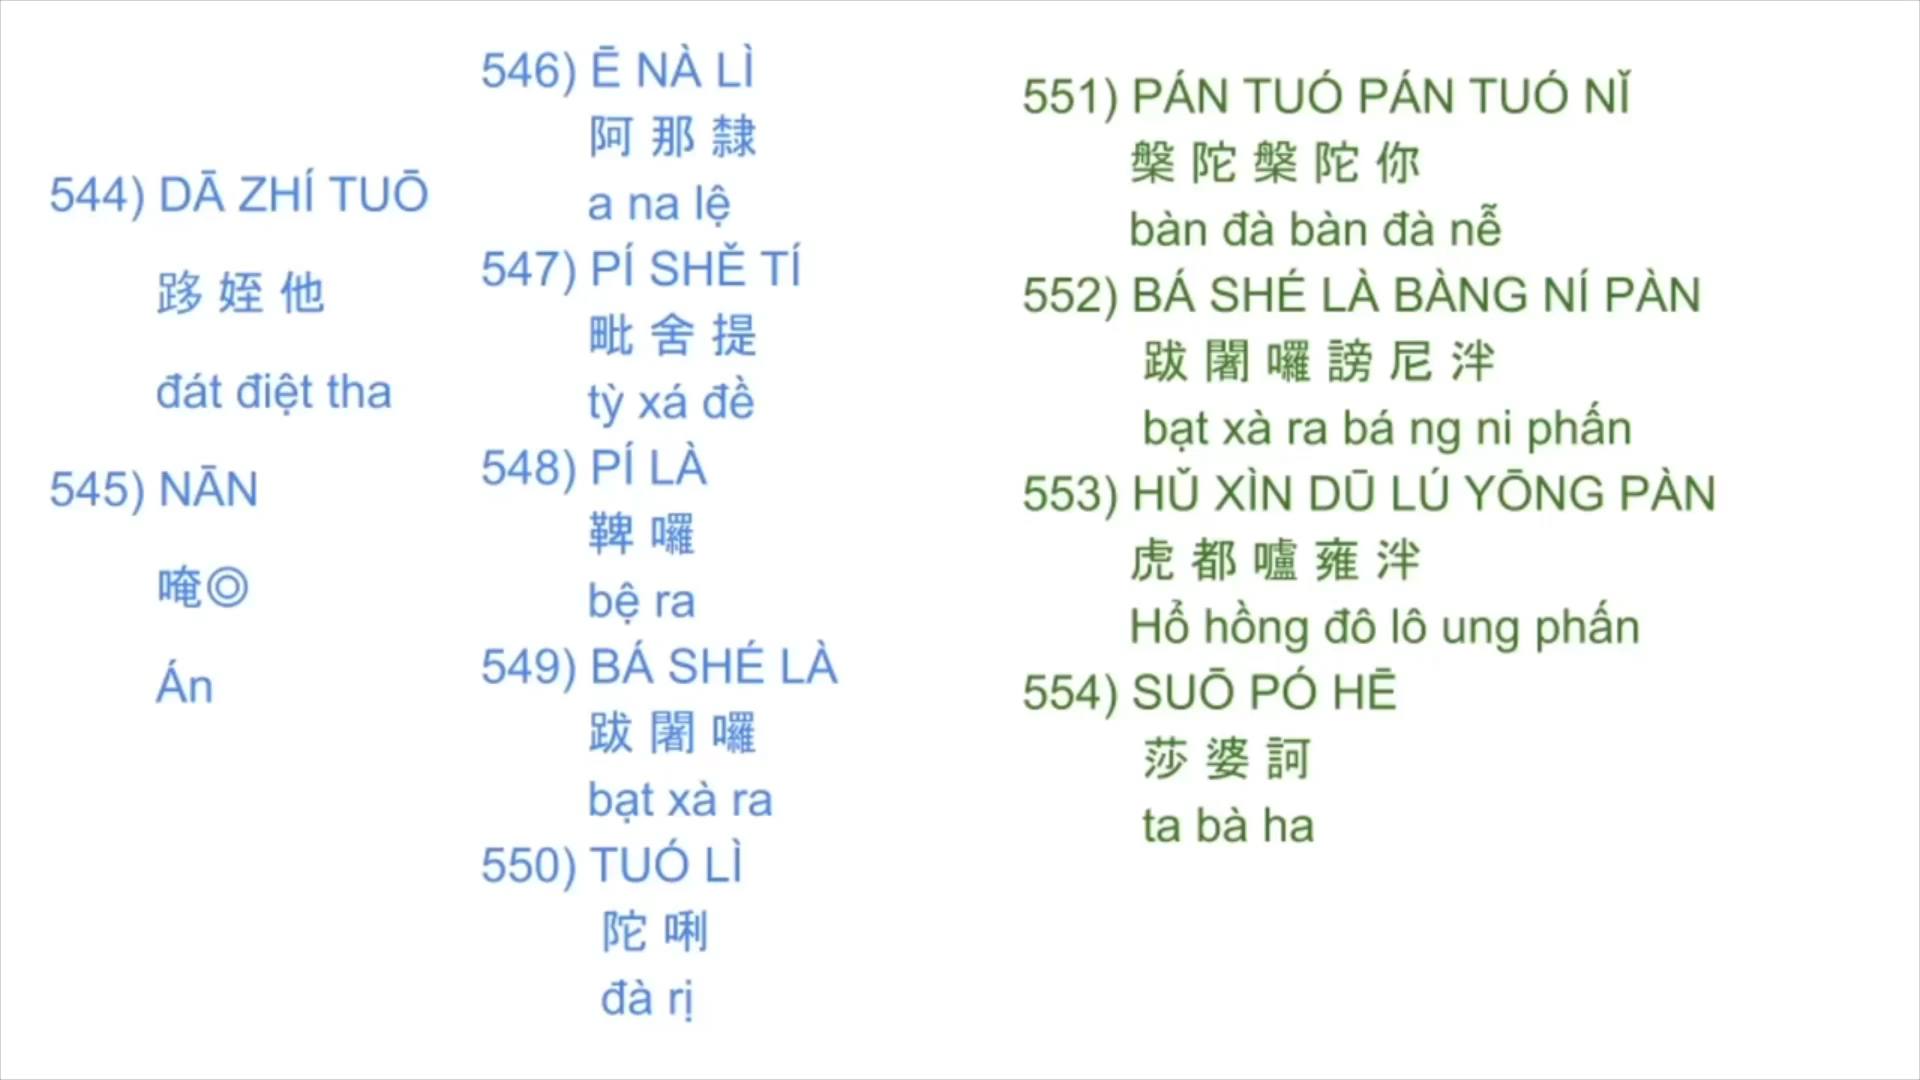 544) DĀ ZHÍ TUŌ
跢 姪 他
đát điệt tha
545) NĀN
唵◎
Án
546) Ē NÀ LÌ
阿 那 隸
a na lệ
547) PÍ SHĚ TÍ
毗 舍 提
tỳ xá đề
548) PÍ LÀ
鞞 囉
bệ ra
549) BÁ SHÉ LÀ
跋 闍 囉
bạt xà ra
550) TUÓ LÌ
陀 唎
đà rị
551) PÁN TUÓ PÁN TUÓ NǏ
槃 陀 槃 陀 你
bàn đà bàn đà nễ
552) BÁ SHÉ LÀ BÀNG NÍ PÀN
跋 闍 囉 謗 尼 泮
bạt xà ra bá ng ni phấn
553) HǓ XÌN DŪ LÚ YŌNG PÀN
虎 都 嚧 雍 泮
Hổ hồng đô lô ung phấn
554) SUŌ PÓ HĒ
莎 婆 訶
ta bà ha